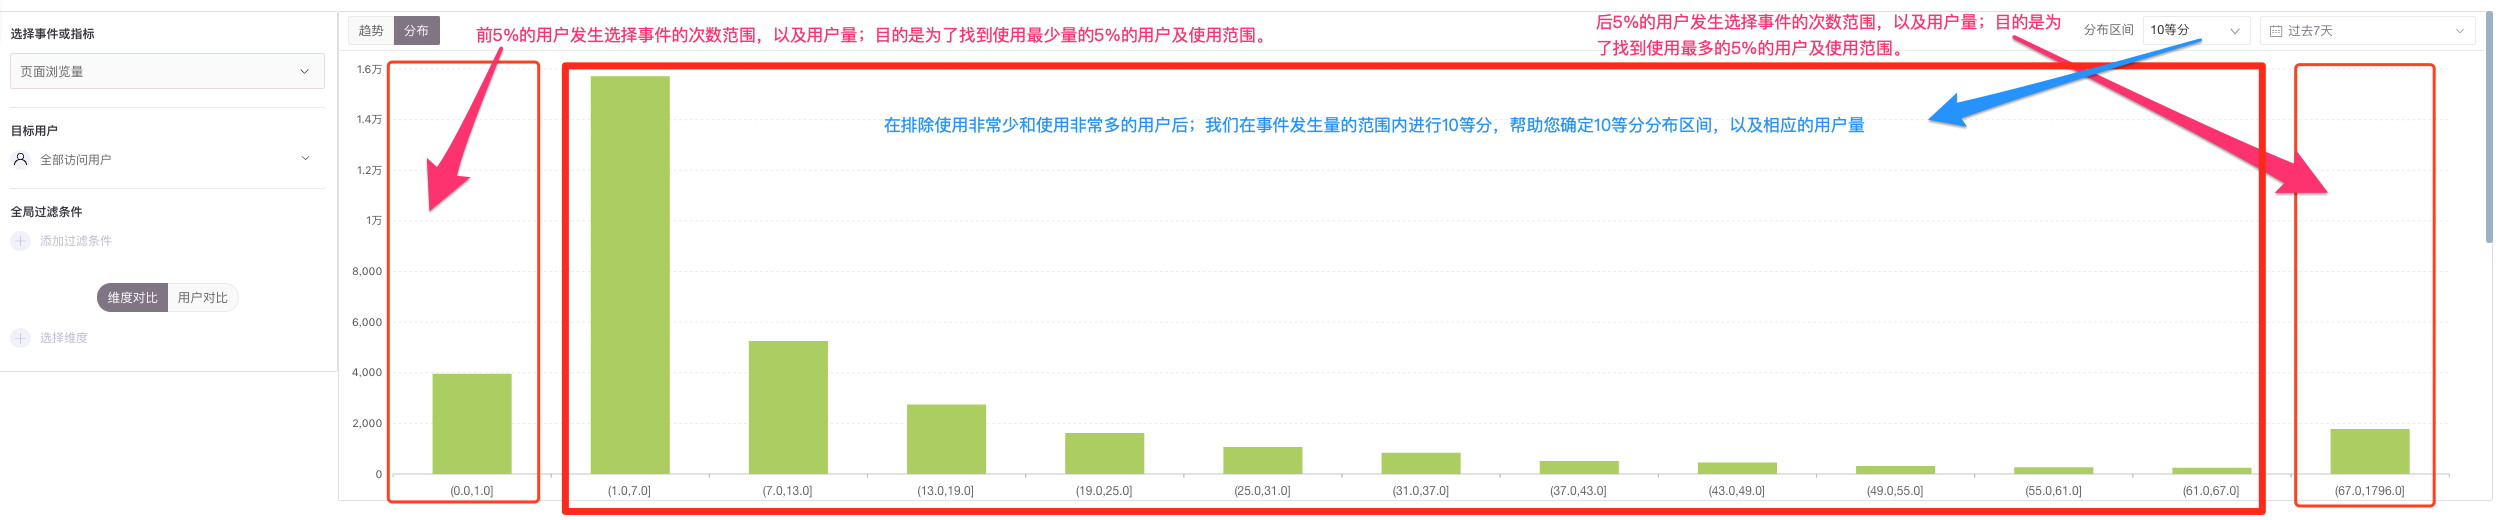 选择事件或指标
页面浏览量
目标用户
全部访问用户
全局过滤条件
添加过滤条件
维度对比
用户对比
选择维度
趋势
分布
前5%的用户发生选择事件的次数范围，以及用户量；目的是为了找到使用最少量的5%的用户及使用范围。
后5%的用户发生选择事件的次数范围，以及用户量；目的是为
了找到使用最多的5%的用户及使用范围。
分布区间
10等分
过去7天
在排除使用非常少和使用非常多的用户后；我们在事件发生量的范围内进行10等分，帮助您确定10等分分布区间，以及相应的用户量
1.6万
1.4万
1.2万
1万
8,000
6,000
4,000
2,000
0
(0.0,1.0]
(1.0,7.0]
(7.0,13.0]
(13.0,19.0]
(19.0,25.0]
(25.0,31.0]
(31.0,37.0]
(37.0,43.0]
(43.0,49.0]
(49.0,55.0]
(55.0,61.0]
(61.0,67.0]
(67.0,1796.0]